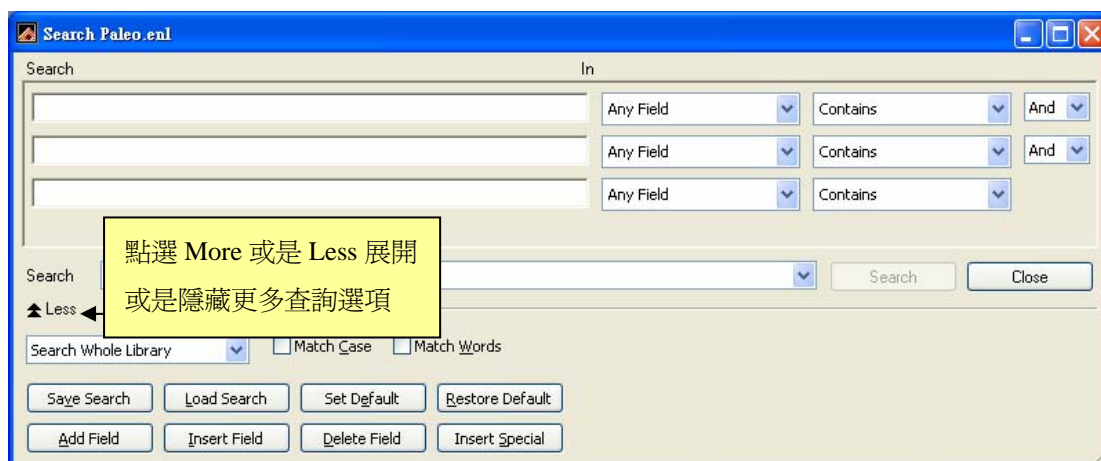 Search Paleo.enl
Search In
Any Field Contains And
Any Field Contains And
Any Field Contains
點選 More 或是 Less 展開
或是隱藏更多查詢選項
Search Search Close
Less
Search Whole Library Match Case Match Words
Save Search Load Search Set Default Restore Default
Add Field Insert Field Delete Field Insert Special